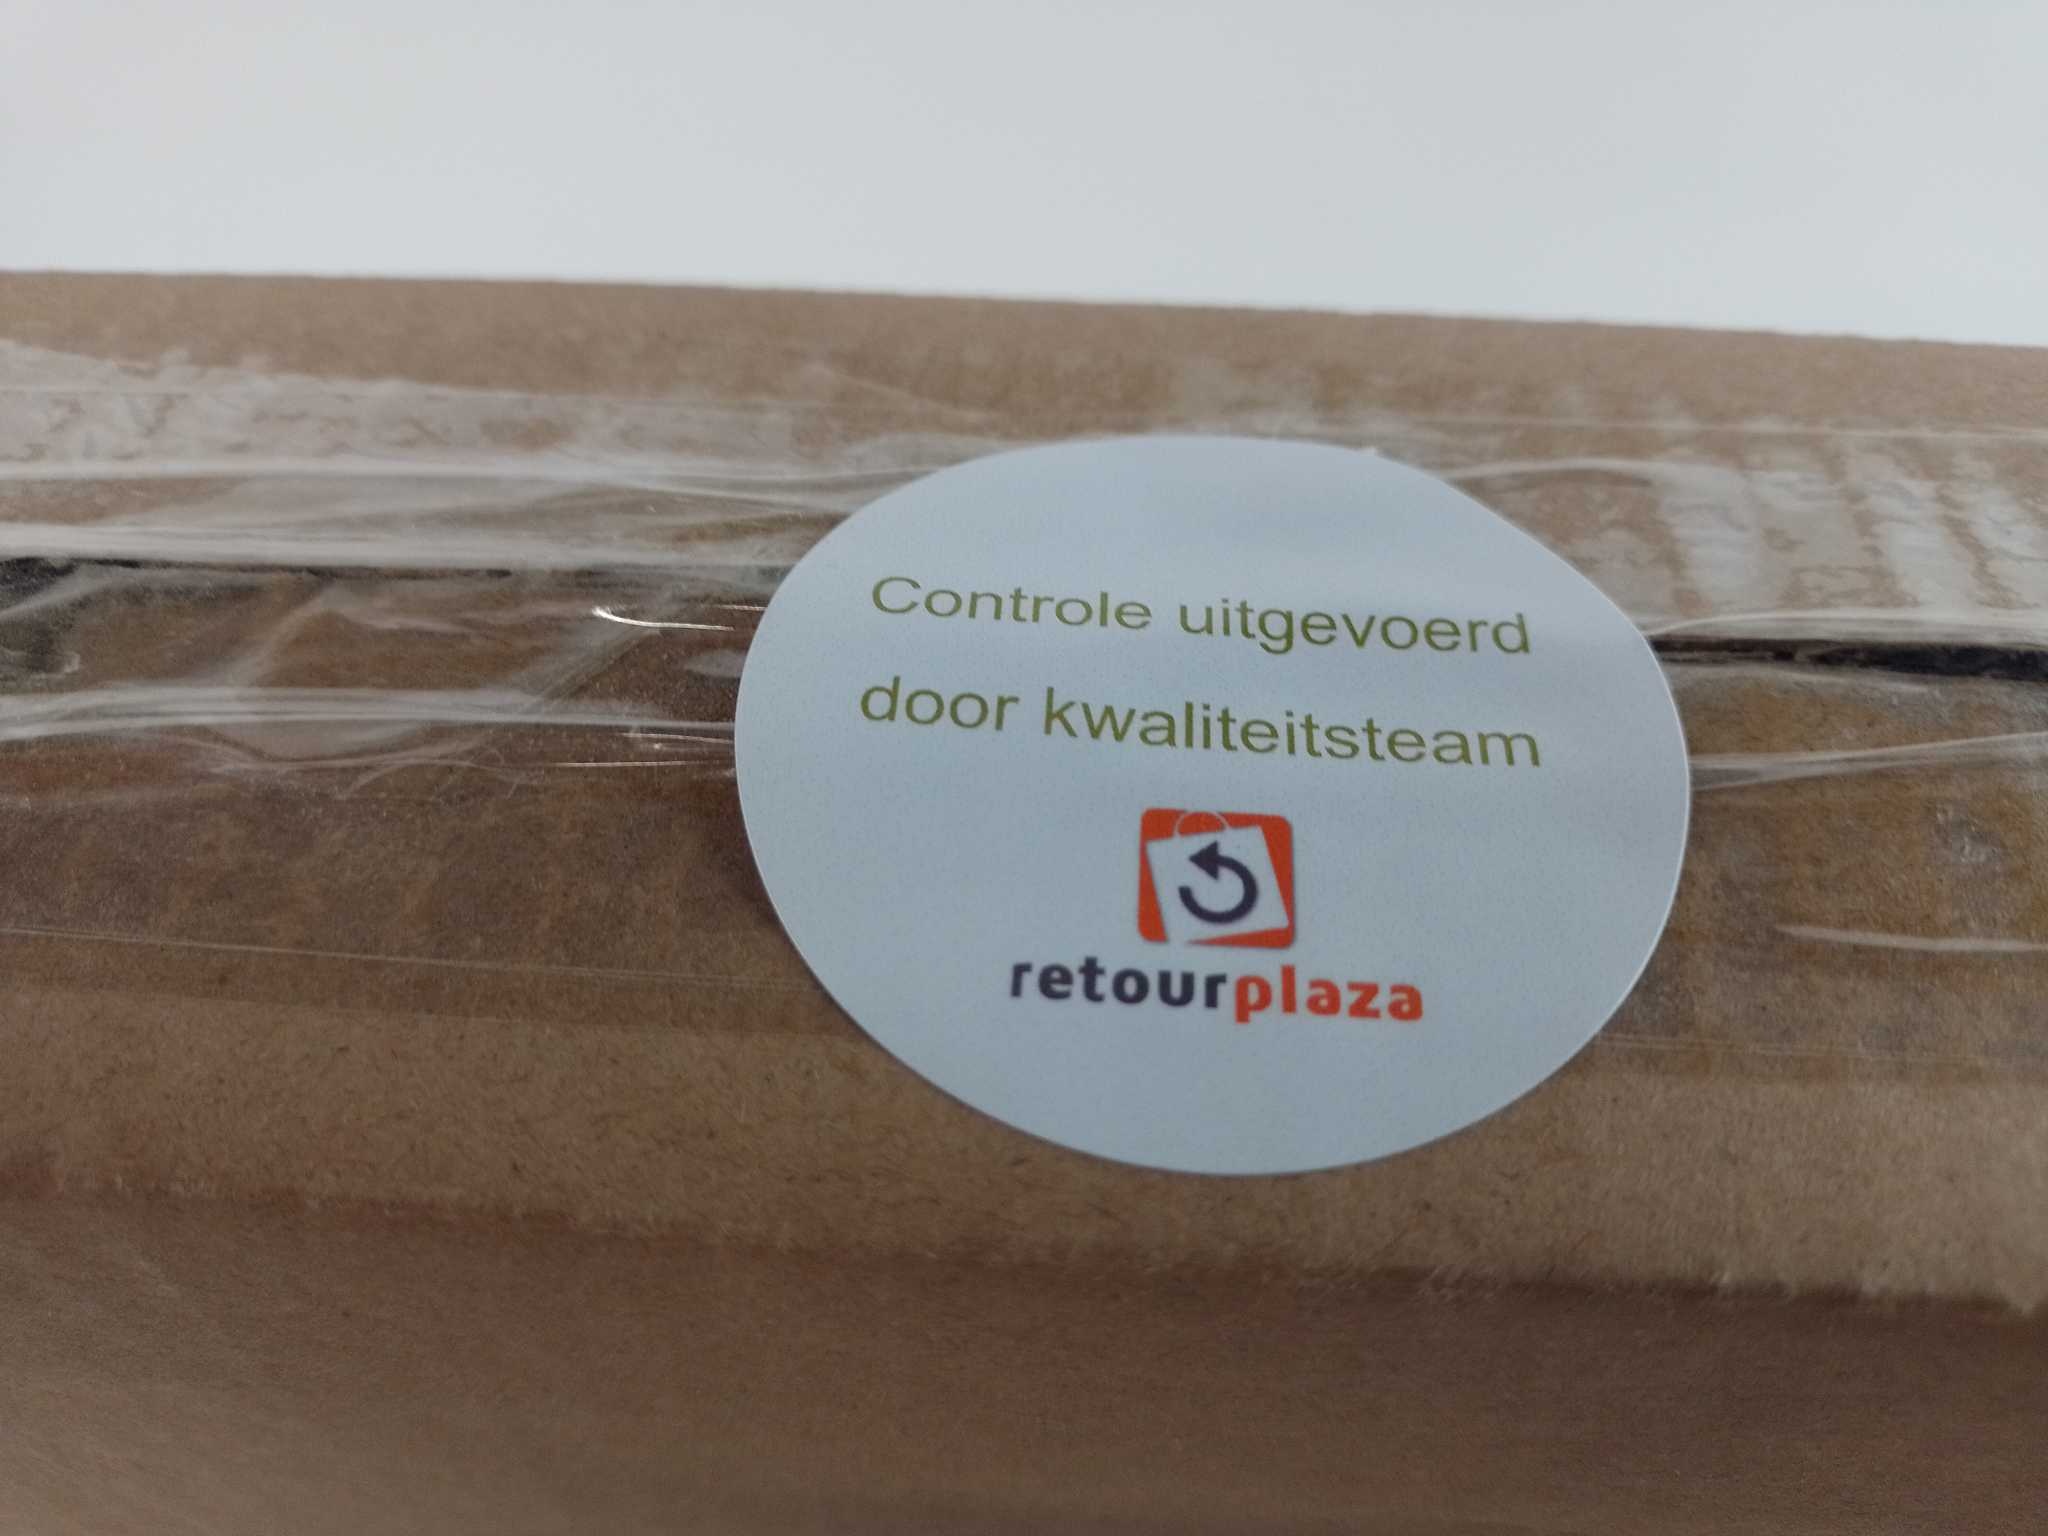 Controle uitgevoerd
door kwaliteitsteam
retourplaza